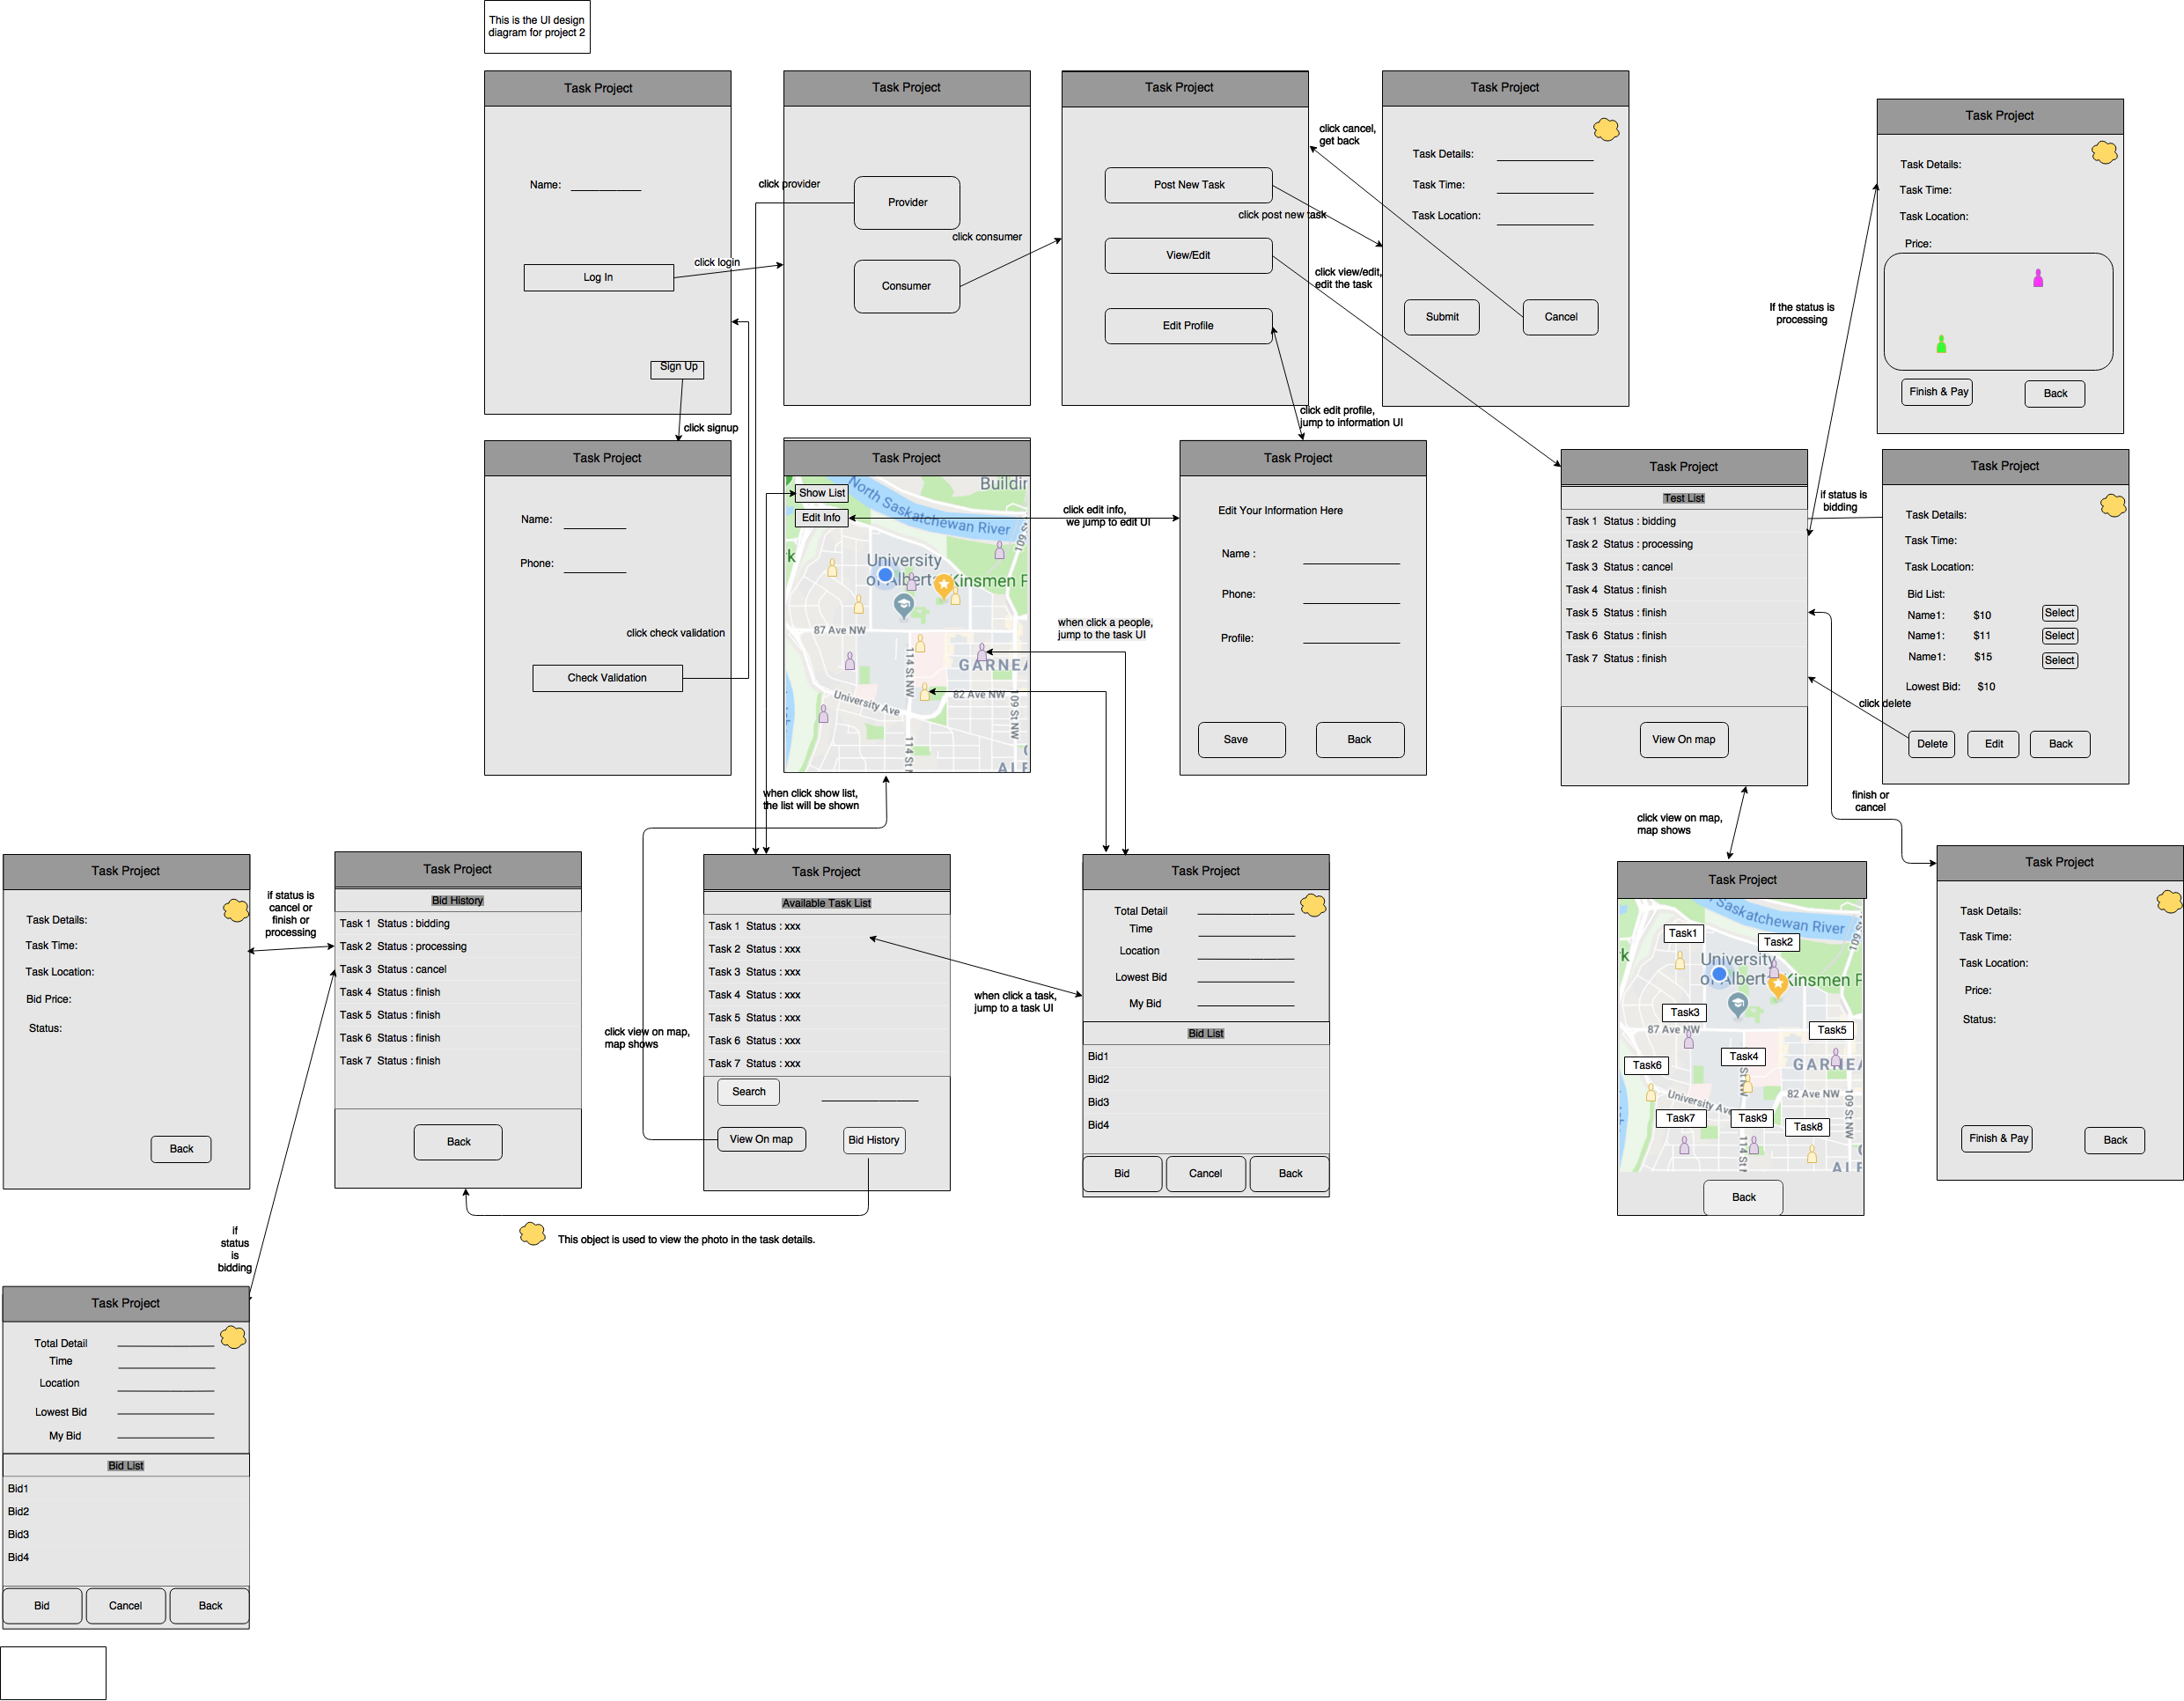 This is the UI design
diagram for project 2
Task Project
Name:
Log In
Sign Up
click login
click signup
Task Project
click provider
Provider
click consumer
Consumer
Task Project
Post New Task
View/Edit
Edit Profile
click cancel,
get back
click post new task
click view/edit,
edit the task
click edit profile,
jump to information UI
Task Project
Task Details:
Task Time:
Task Location:
Submit
Cancel
Task Project
Task Details:
Task Time:
Task Location:
Price:
Finish & Pay
Back
If the status is
processing
Task Project
Name:
Phone:
click check validation
Check Validation
Task Project
Show List
Edit Info
Buildin
North Saskatchewan River
109 S
rk
University
of Alberta
Kinsmen P
87 Ave NW
114 St NW
GARNEA
University Ave
82 Ave NW
109 St NW
114 St N
ALF
click edit info,
we jump to edit UI
when click a people,
jump to the task UI
when click show list,
the list will be shown
Task Project
Edit Your Information Here
Name :
Phone:
Profile:
Save
Back
Task Project
Test List
Task 1  Status : bidding
Task 2  Status : processing
Task 3  Status : cancel
Task 4  Status : finish
Task 5  Status : finish
Task 6  Status : finish
Task 7  Status : finish
View On map
if status is
bidding
Task Project
Task Details:
Task Time:
Task Location:
Bid List:
Name1: $10 Select
Name1: $11 Select
Name1: $15 Select
Lowest Bid: $10
click delete
Delete
Edit
Back
finish or
cancel
click view on map,
map shows
Task Project
Task Details:
Task Time:
Task Location:
Bid Price:
Status:
Back
if status is
cancel or
finish or
processing
Task Project
Bid History
Task 1  Status : bidding
Task 2  Status : processing
Task 3  Status : cancel
Task 4  Status : finish
Task 5  Status : finish
Task 6  Status : finish
Task 7  Status : finish
Back
click view on map,
map shows
Task Project
Available Task List
Task 1  Status : xxx
Task 2  Status : xxx
Task 3  Status : xxx
Task 4  Status : xxx
Task 5  Status : xxx
Task 6  Status : xxx
Task 7  Status : xxx
Search
View On map
Bid History
when click a task,
jump to a task UI
Task Project
Total Detail
Time
Location
Lowest Bid
My Bid
Bid List
Bid1
Bid2
Bid3
Bid4
Bid
Cancel
Back
Task Project
Saskatchewan River
109 S
Task1
Task2
rk
University
of Alberta
Kinsmen F
Task3
87 Ave NW
Task5
Task4
Task6
St NW
GARNEA
82 Ave NW
University Ave
109 St NW
Task7
Task9
Task8
114 St N
ALF
Back
Task Project
Task Details:
Task Time:
Task Location:
Price:
Status:
Finish & Pay
Back
This object is used to view the photo in the task details.
if
status
is
bidding
Task Project
Total Detail
Time
Location
Lowest Bid
My Bid
Bid List
Bid1
Bid2
Bid3
Bid4
Bid
Cancel
Back